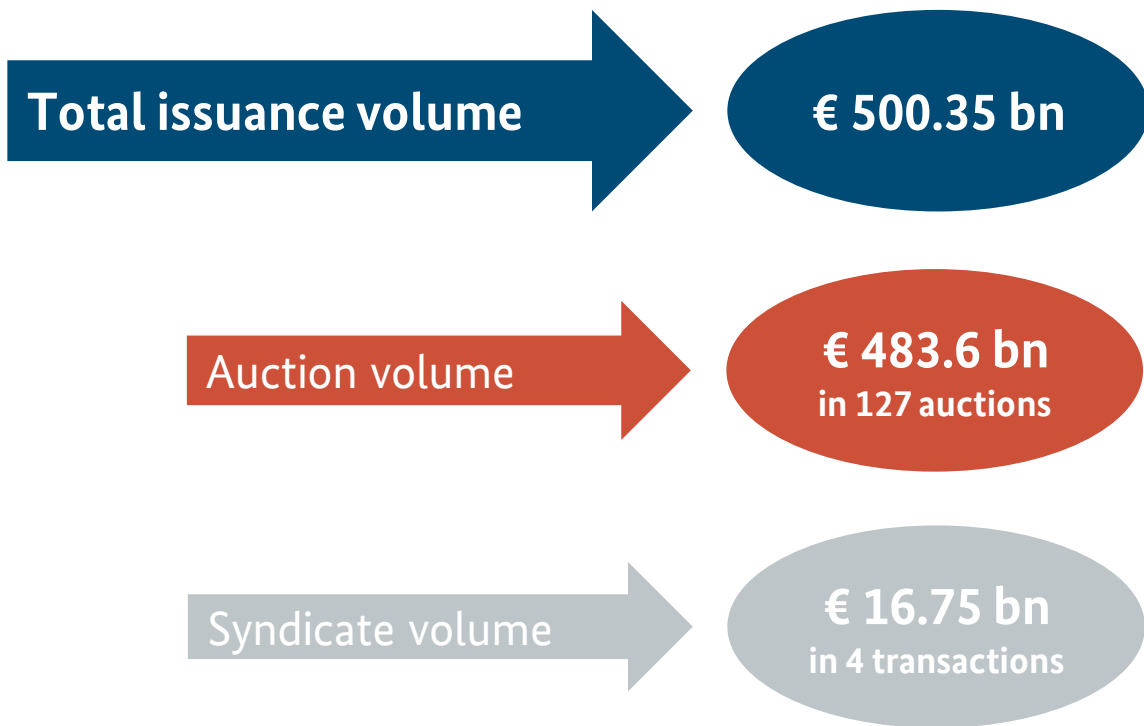 Total issuance volume
€ 500.35 bn
Auction volume
€ 483.6 bn
in 127 auctions
Syndicate volume
€ 16.75 bn
in 4 transactions